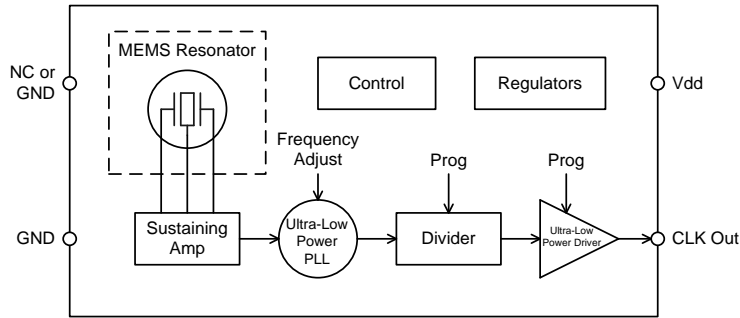 MEMS Resonator
NC or
GND
Control
Regulators
Vdd
Frequency
Adjust
Prog
Prog
GND
Sustaining
Amp
Ultra-Low
Power
PLL
Divider
Ultra-Low
Power Driver
CLK Out